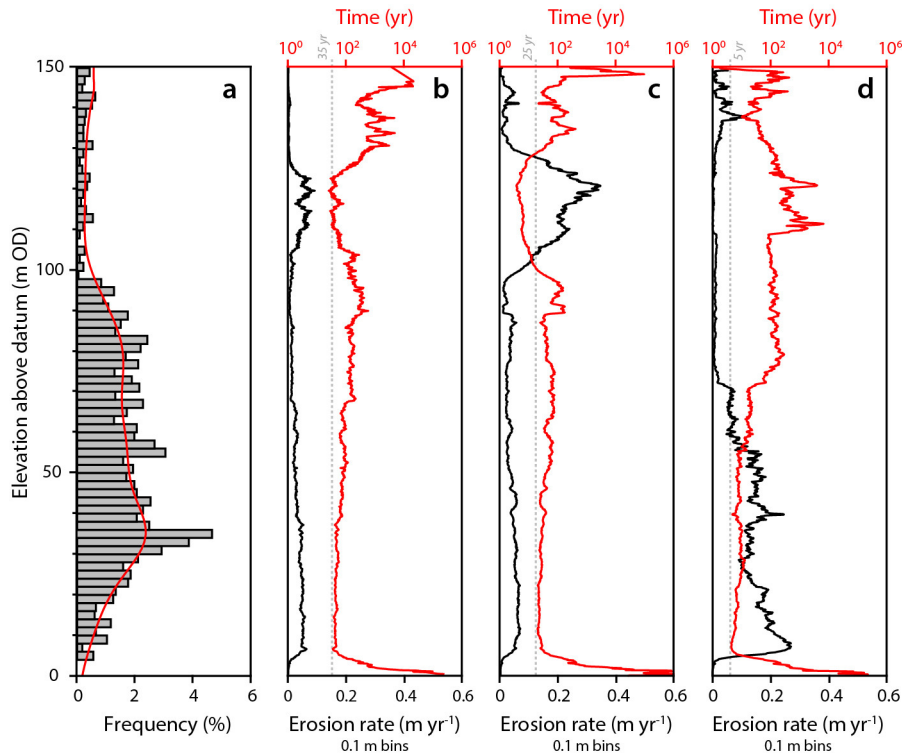 Time (yr)
Time (yr)
Time (yr)
10⁰
10²
10⁴
10⁶
10⁰
10²
10⁴
10⁶
10⁰
10²
10⁴
10⁶
35 yr
25 yr
5 yr
a
b
c
d
Elevation above datum (m OD)
150
100
50
0
0
2
4
6
0
0.2
0.4
0.6
0
0.2
0.4
0.6
0
0.2
0.4
0.6
Frequency (%)
Erosion rate (m yr⁻¹)
0.1 m bins
Erosion rate (m yr⁻¹)
0.1 m bins
Erosion rate (m yr⁻¹)
0.1 m bins